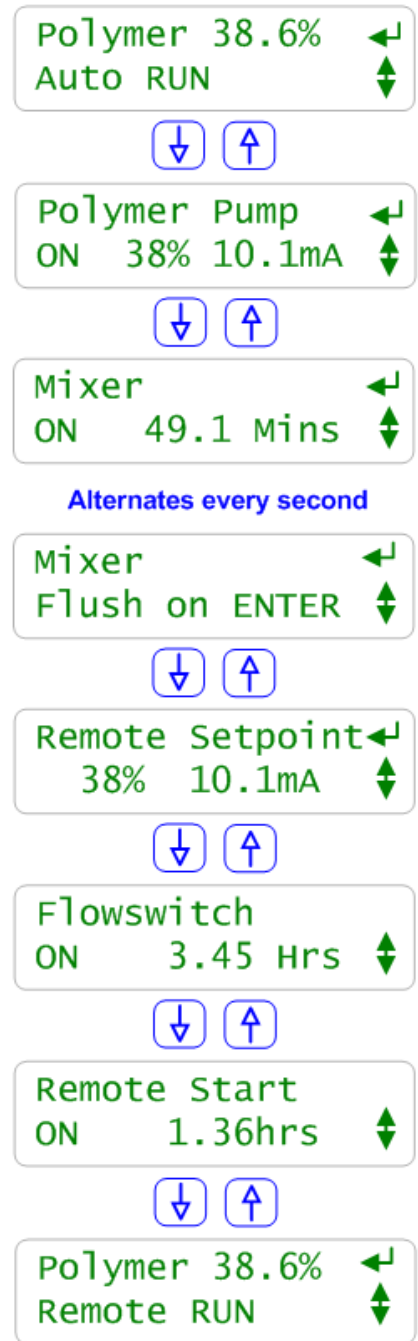 Polymer 38.6%
Auto RUN
Polymer Pump
ON 38% 10.1mA
Mixer
ON 49.1 Mins
Alternates every second
Mixer
Flush on ENTER
Remote Setpoint
38% 10.1mA
Flowswitch
ON 3.45 Hrs
Remote Start
ON 1.36hrs
Polymer 38.6%
Remote RUN